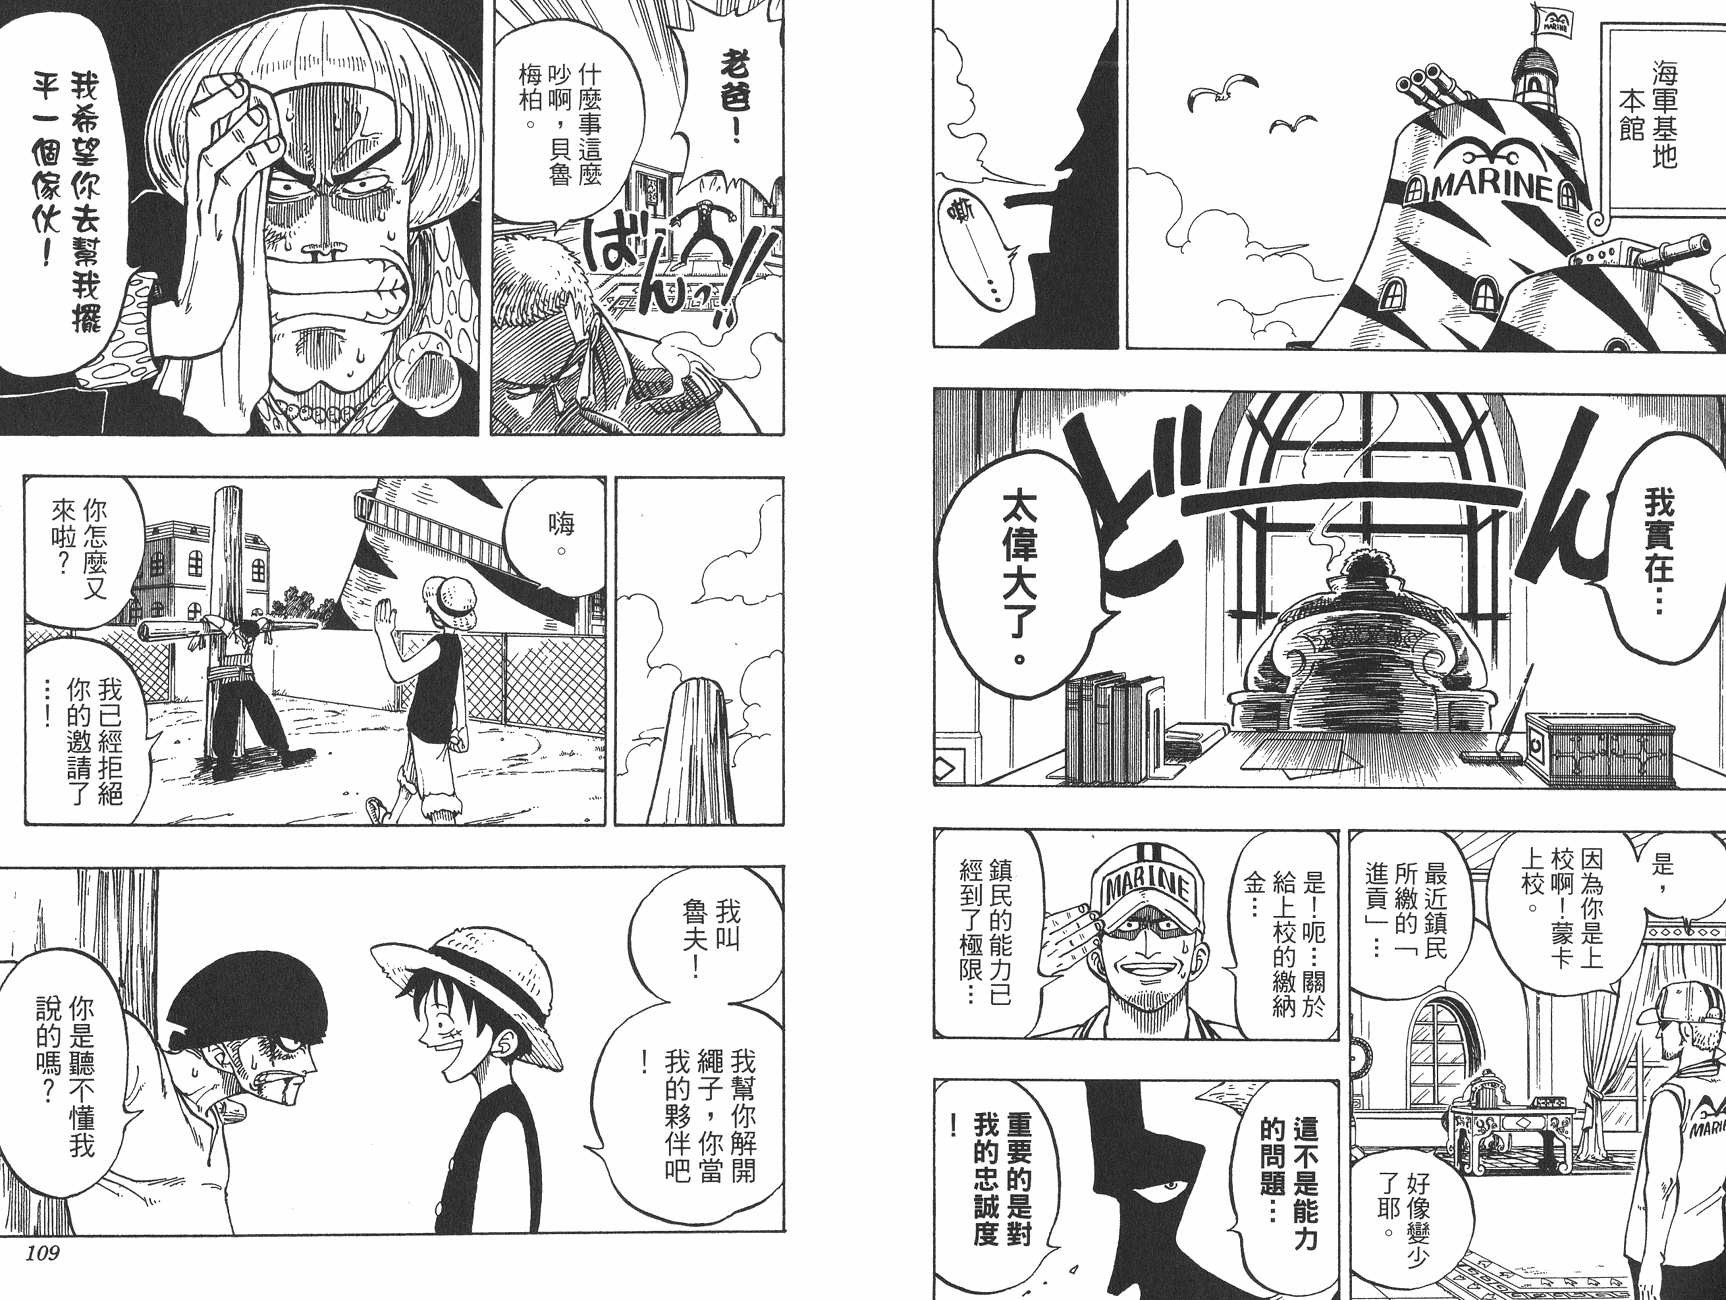 海軍基地
本館
MARINE
MARINE
嘶……
我實在…
太偉大了。
どん
是，
因為你是上
校啊！蒙卡
上校。
最近鎮民
所繳的「
進貢」…
好像變少
了耶。
MARINE
是！呃…關於
給上校的繳納
金…
鎮民的能力已
經到了極限…
MARINE
這不是能力
的問題…
重要的是對
我的忠誠度
！
老爸！
什麼事這麼
吵啊，貝魯
梅柏。
ばんっ!!
我希望你去幫我擺
平一個傢伙！
嗨。
你怎麼又
來啦？
我已經拒絕
你的邀請了
…！
我叫
魯夫！
我幫你解開
繩子，你當
我的夥伴吧
！
你是聽不懂我
說的嗎？
109